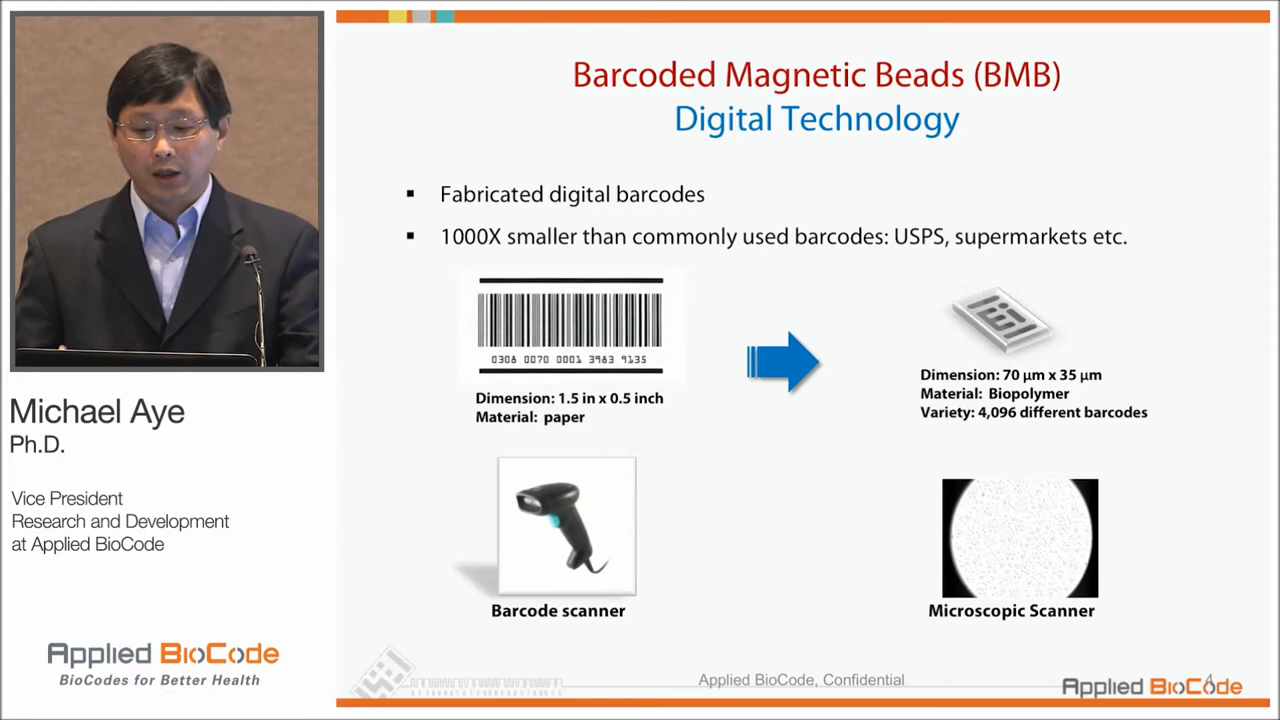 Michael Aye
Ph.D.
Vice President
Research and Development
at Applied BioCode
Applied BioCode
BioCodes for Better Health
Barcoded Magnetic Beads (BMB)
Digital Technology
▪ Fabricated digital barcodes
▪ 1000X smaller than commonly used barcodes: USPS, supermarkets etc.
0308 0070 0001 3983 9135
Dimension: 1.5 in x 0.5 inch
Material: paper
Dimension: 70 µm x 35 µm
Material: Biopolymer
Variety: 4,096 different barcodes
Barcode scanner
Microscopic Scanner
Applied BioCode, Confidential
4
Applied BioCode